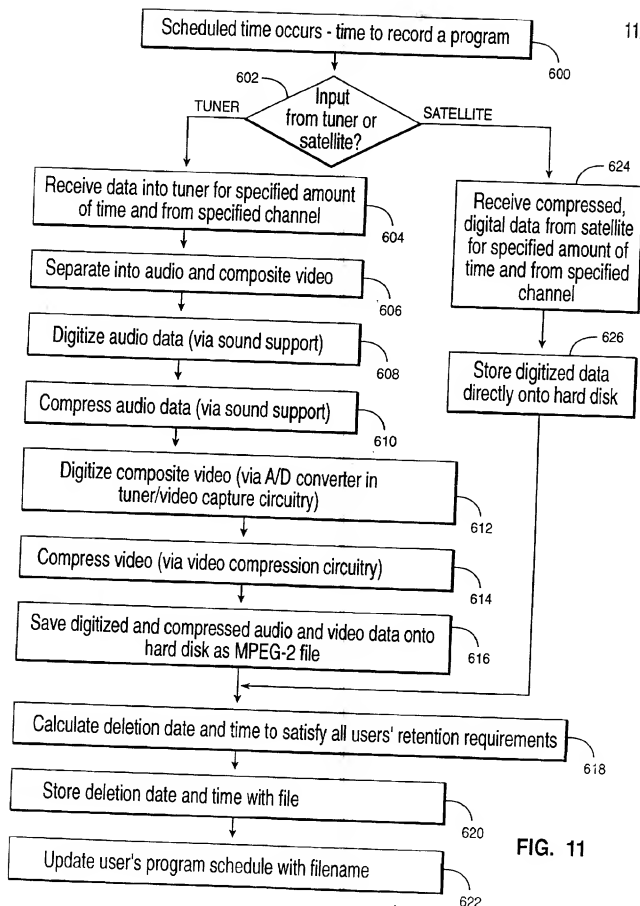 11
Scheduled time occurs - time to record a program
600
602
Input
from tuner or
satellite?
TUNER
SATELLITE
Receive data into tuner for specified amount
of time and from specified channel
604
Separate into audio and composite video
606
Digitize audio data (via sound support)
608
Compress audio data (via sound support)
610
Digitize composite video (via A/D converter in
tuner/video capture circuitry)
612
Compress video (via video compression circuitry)
614
Save digitized and compressed audio and video data onto
hard disk as MPEG-2 file
616
624
Receive compressed,
digital data from satellite
for specified amount of
time and from specified
channel
626
Store digitized data
directly onto hard disk
Calculate deletion date and time to satisfy all users' retention requirements
618
Store deletion date and time with file
620
Update user's program schedule with filename
622
FIG. 11